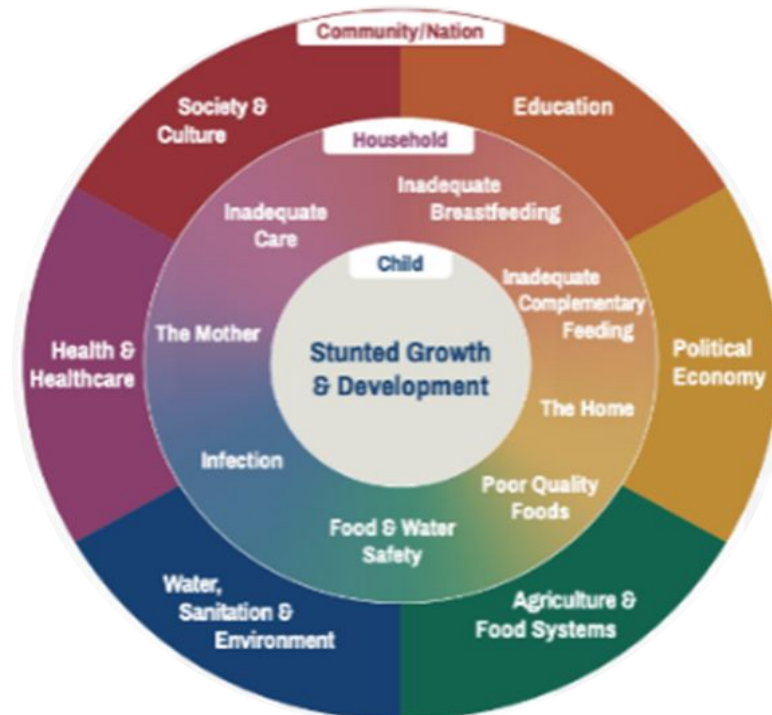 Community/Nation
Society &
Culture
Education
Household
Inadequate
Breastfeeding
Inadequate
Care
Child
Inadequate
Complementary
Feeding
The Mother
Health &
Healthcare
Stunted Growth
& Development
Political
Economy
The Home
Infection
Poor Quality
Foods
Food & Water
Safety
Water,
Sanitation &
Environment
Agriculture &
Food Systems